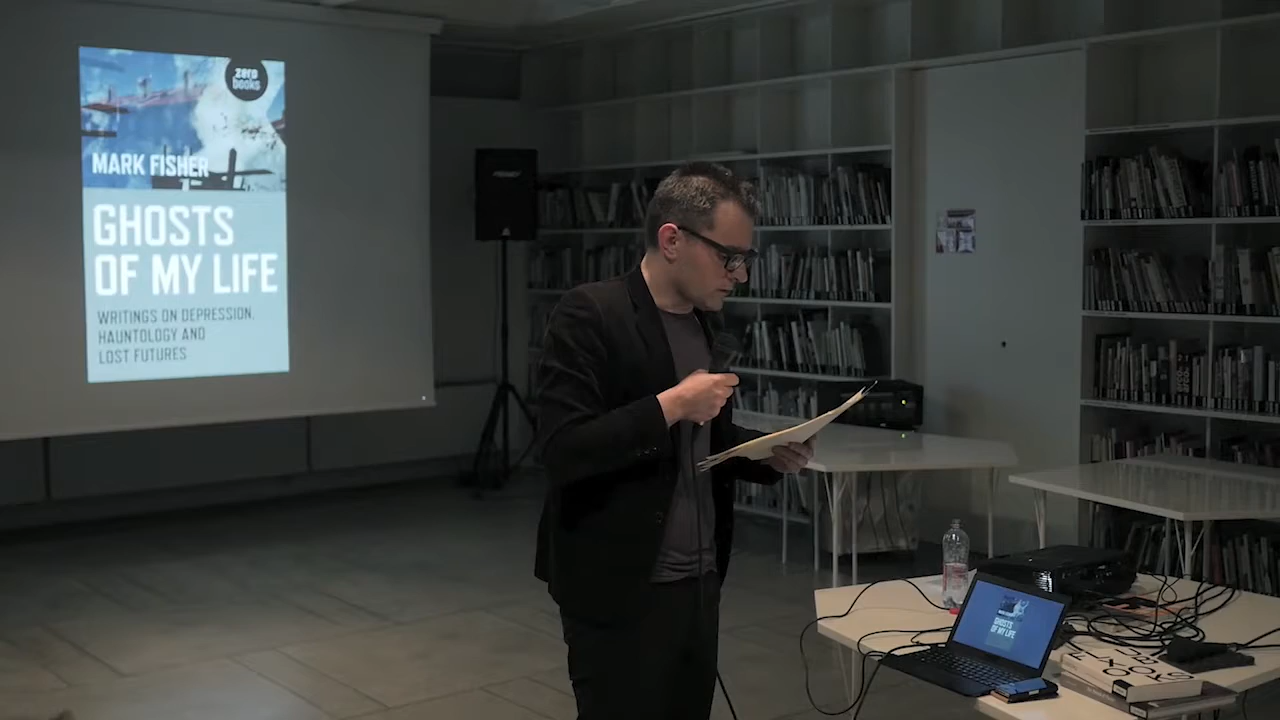 zero
books
MARK FISHER
GHOSTS
OF MY LIFE
WRITINGS ON DEPRESSION,
HAUNTOLOGY AND
LOST FUTURES
GHOSTS
OF MY LIFE